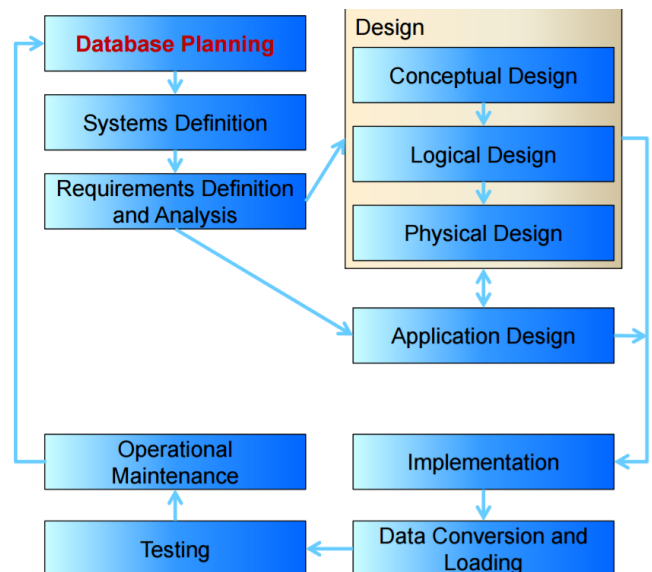 Database Planning
Systems Definition
Requirements Definition
and Analysis
Design
Conceptual Design
Logical Design
Physical Design
Application Design
Operational
Maintenance
Implementation
Testing
Data Conversion and
Loading